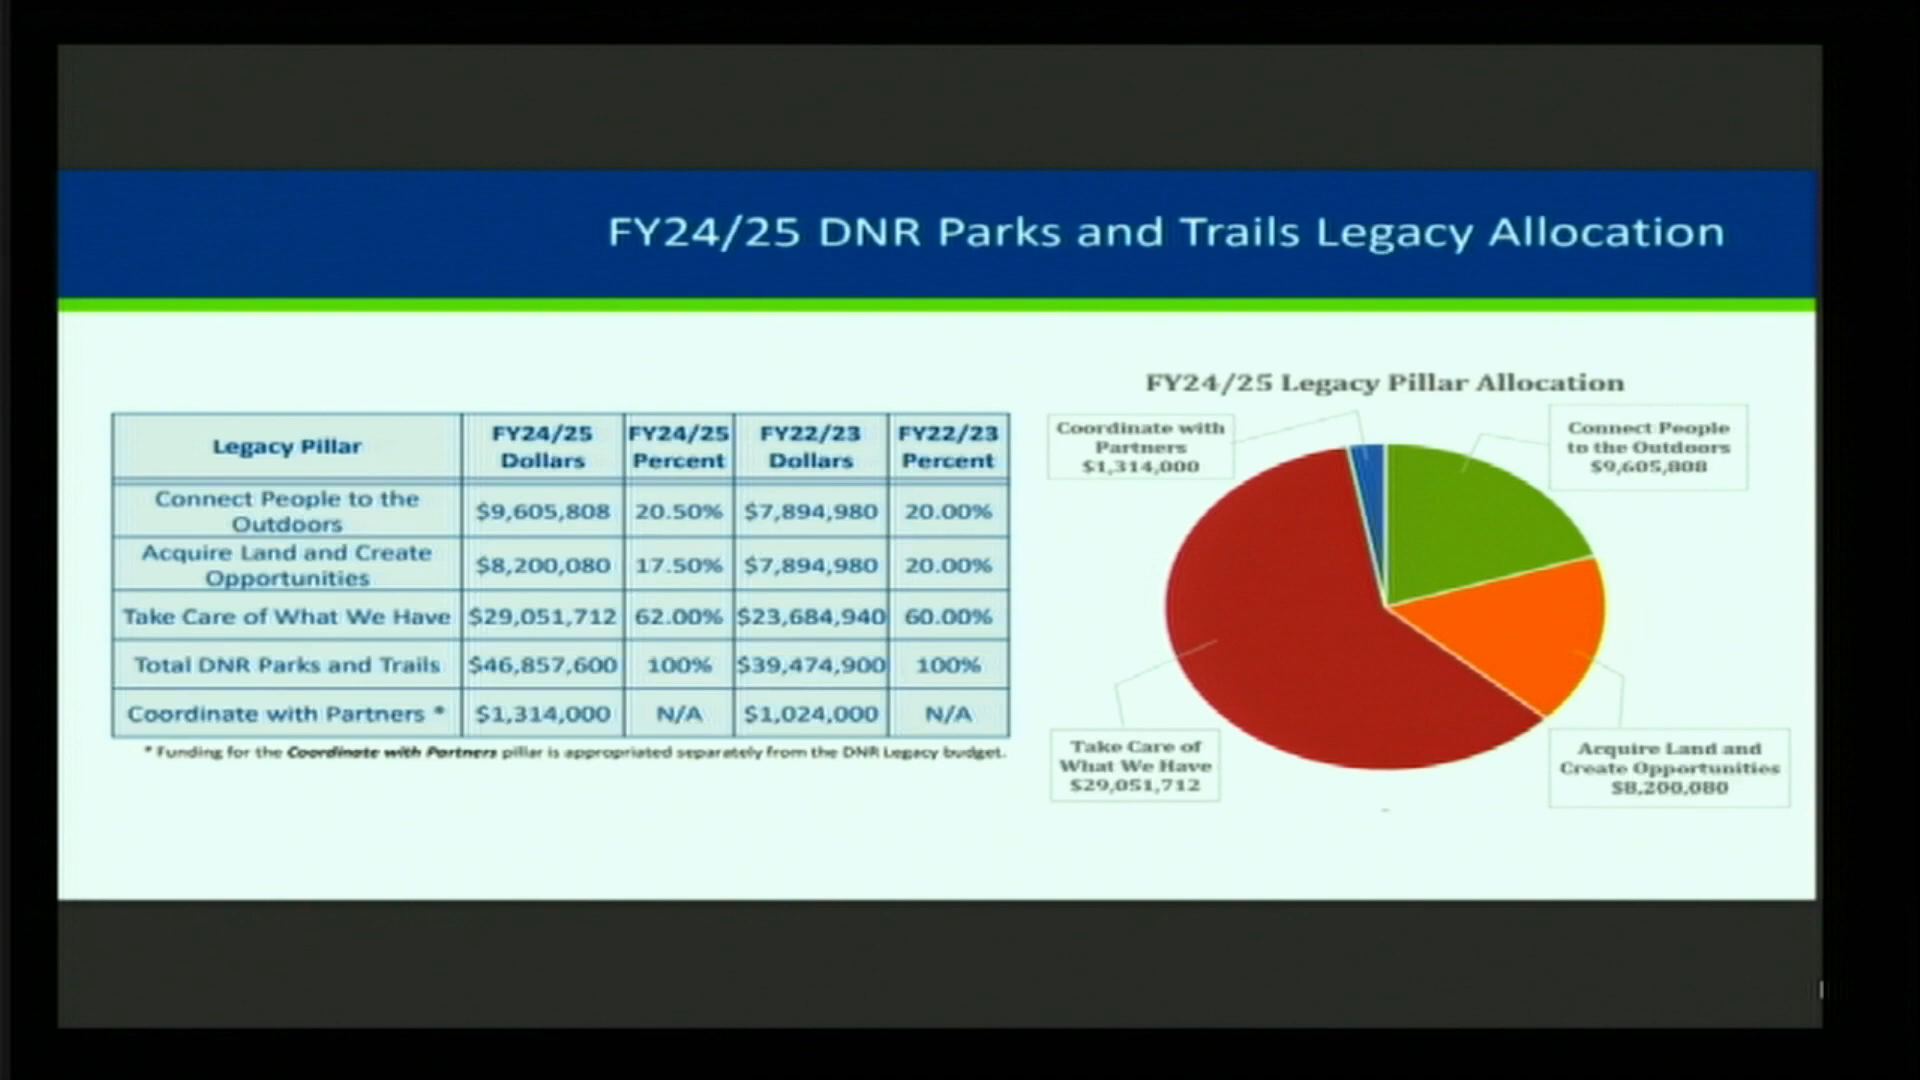 FY24/25 DNR Parks and Trails Legacy Allocation
Legacy Pillar FY24/25 Dollars FY24/25 Percent FY22/23 Dollars FY22/23 Percent
Connect People to the Outdoors $9,605,808 20.50% $7,894,980 20.00%
Acquire Land and Create Opportunities $8,200,080 17.50% $7,894,980 20.00%
Take Care of What We Have $29,051,712 62.00% $23,684,940 60.00%
Total DNR Parks and Trails $46,857,600 100% $39,474,900 100%
Coordinate with Partners * $1,314,000 N/A $1,024,000 N/A
* Funding for the Coordinate with Partners pillar is appropriated separately from the DNR Legacy budget.
FY24/25 Legacy Pillar Allocation
Coordinate with
Partners
$1,314,000
Connect People
to the Outdoors
$9,605,808
Take Care of
What We Have
$29,051,712
Acquire Land and
Create Opportunities
$8,200,080